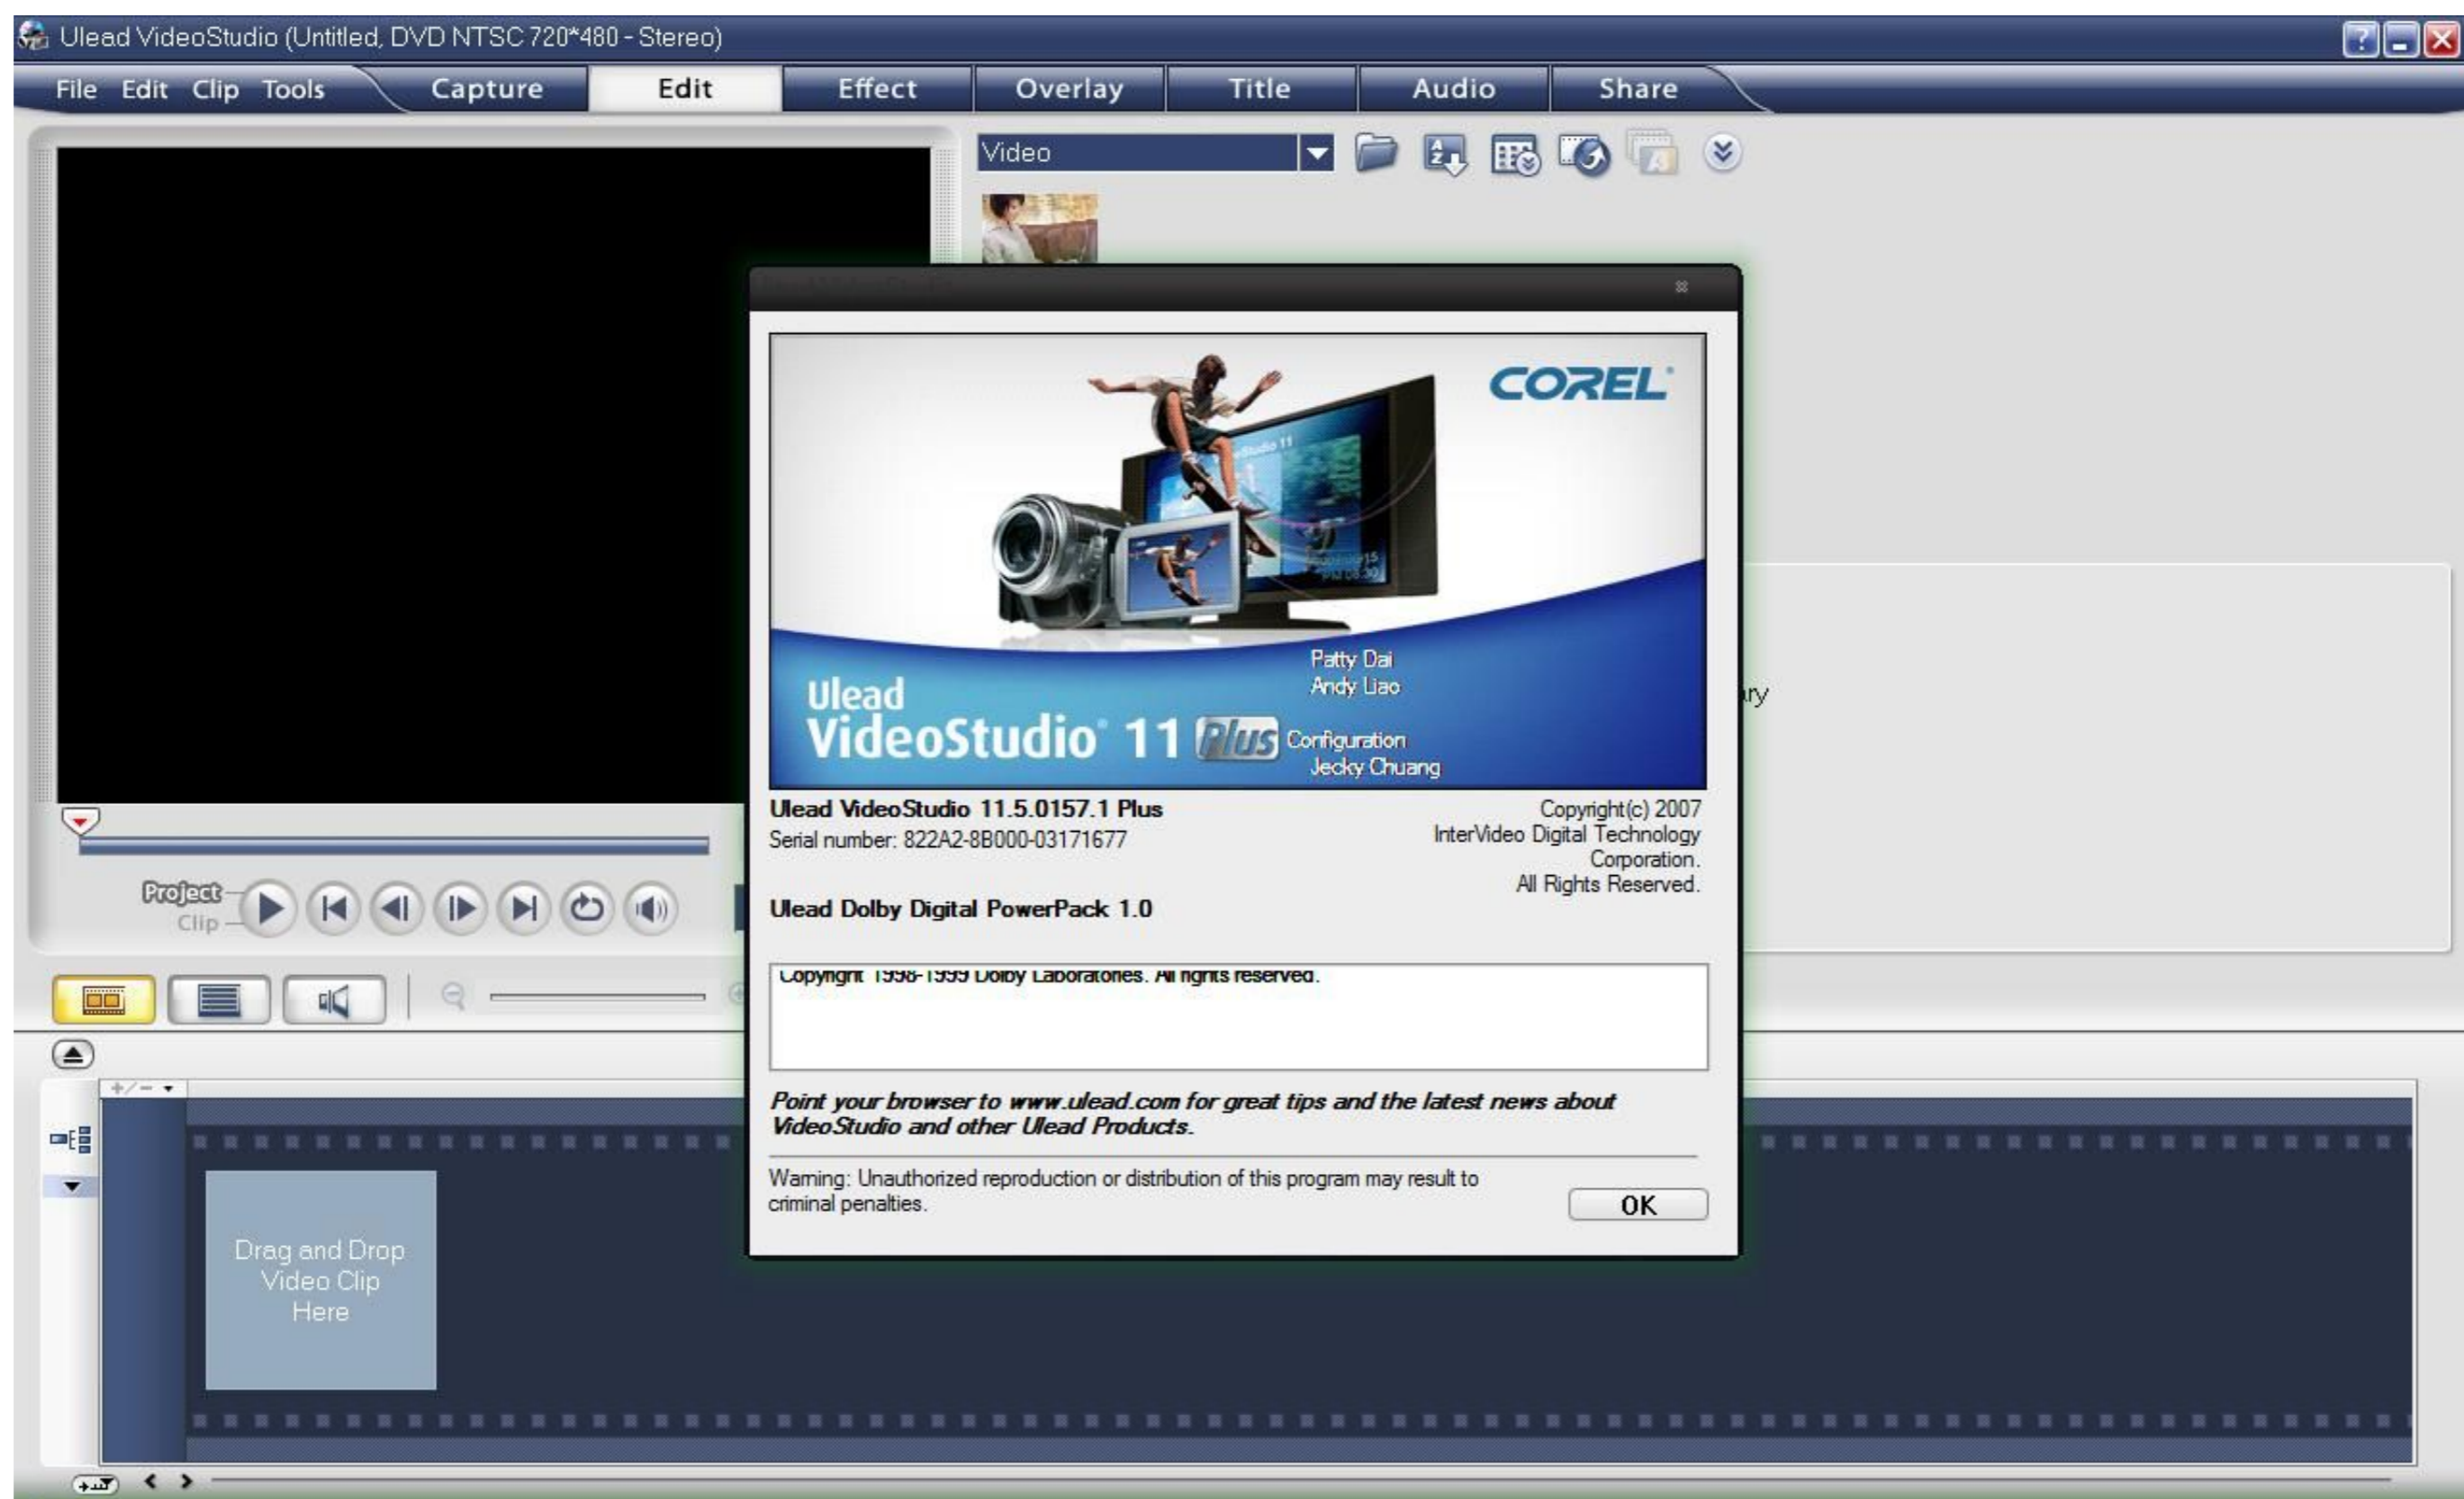 Ulead VideoStudio (Untitled, DVD NTSC 720*480 - Stereo)
File Edit Clip Tools Capture Edit Effect Overlay Title Audio Share
Video
COREL
VideoStudio 11
Patty Dai
Andy Liao
Ulead
VideoStudio 11 Plus
Configuration
Jecky Chuang
Ulead VideoStudio 11.5.0157.1 Plus
Serial number: 822A2-8B000-03171677
Copyright(c) 2007
InterVideo Digital Technology
Corporation.
All Rights Reserved.
Ulead Dolby Digital PowerPack 1.0
Copyright 1998-1999 Dolby Laboratories. All rights reserved.
Point your browser to www.ulead.com for great tips and the latest news about
VideoStudio and other Ulead Products.
Warning: Unauthorized reproduction or distribution of this program may result to
criminal penalties.
OK
Project
Clip
Drag and Drop
Video Clip
Here